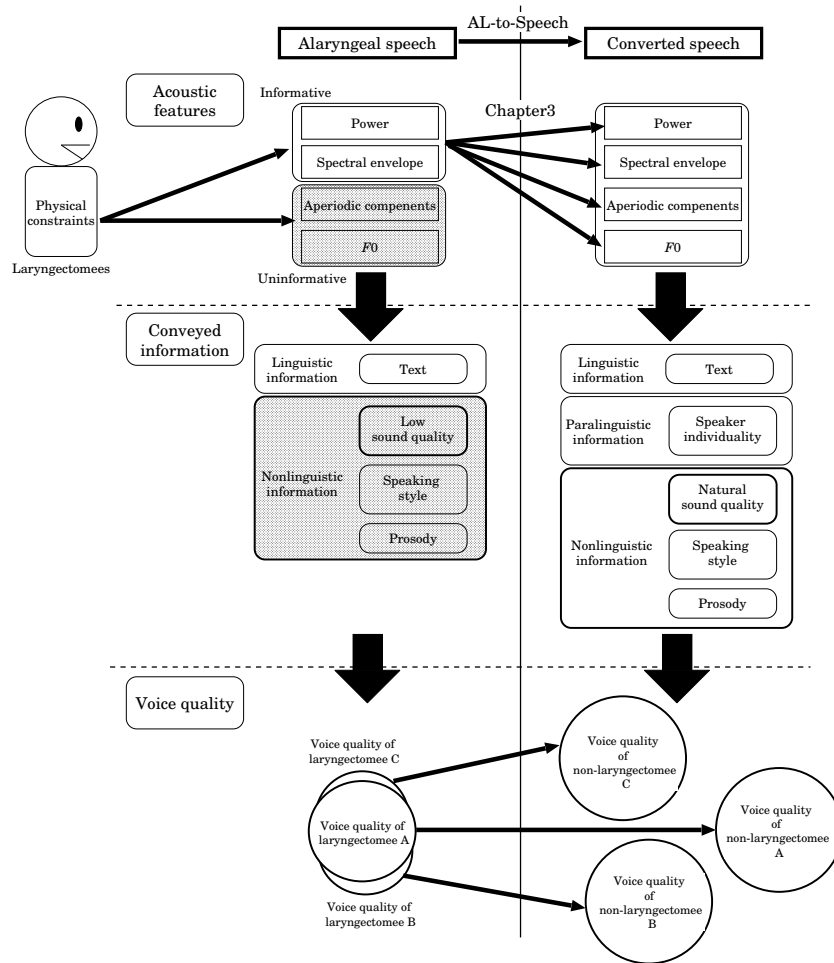 AL-to-Speech
Alaryngeal speech
Converted speech
Acoustic
features
Informative
Chapter3
Power
Spectral envelope
Aperiodic compenents
F0
Uninformative
Power
Spectral envelope
Aperiodic components
F0
Physical
constraints
Laryngectomees
Conveyed
information
Linguistic
information
Text
Low
sound quality
Nonlinguistic
information
Speaking
style
Prosody
Linguistic
information
Text
Paralinguistic
information
Speaker
individuality
Natural
sound quality
Nonlinguistic
information
Speaking
style
Prosody
Voice quality
Voice quality of
laryngectomee C
Voice quality of
laryngectomee A
Voice quality of
laryngectomee B
Voice quality
of
non-laryngectomee
C
Voice quality
of
non-laryngectomee
A
Voice quality
of
non-laryngectomee
B